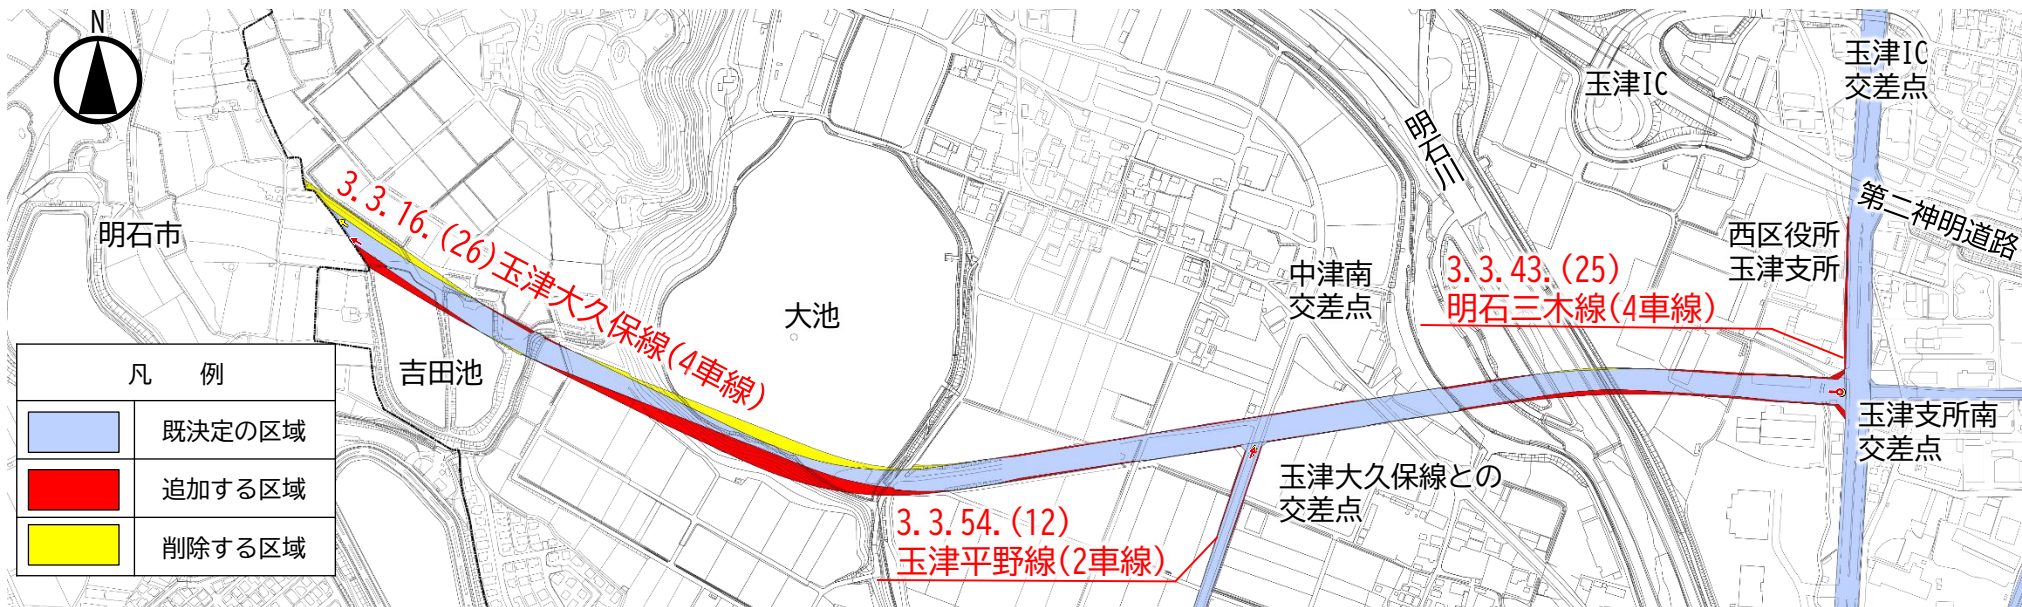 N
玉津IC
交差点
玉津IC
明石川
第二神明道路
3.3.16.(26)玉津大久保線(4車線)
明石市
西区役所
玉津支所
中津南
交差点
3.3.43.(25)
明石三木線(4車線)
大池
吉田池
凡 例
既決定の区域
追加する区域
削除する区域
玉津支所南
交差点
玉津大久保線との
交差点
3.3.54.(12)
玉津平野線(2車線)